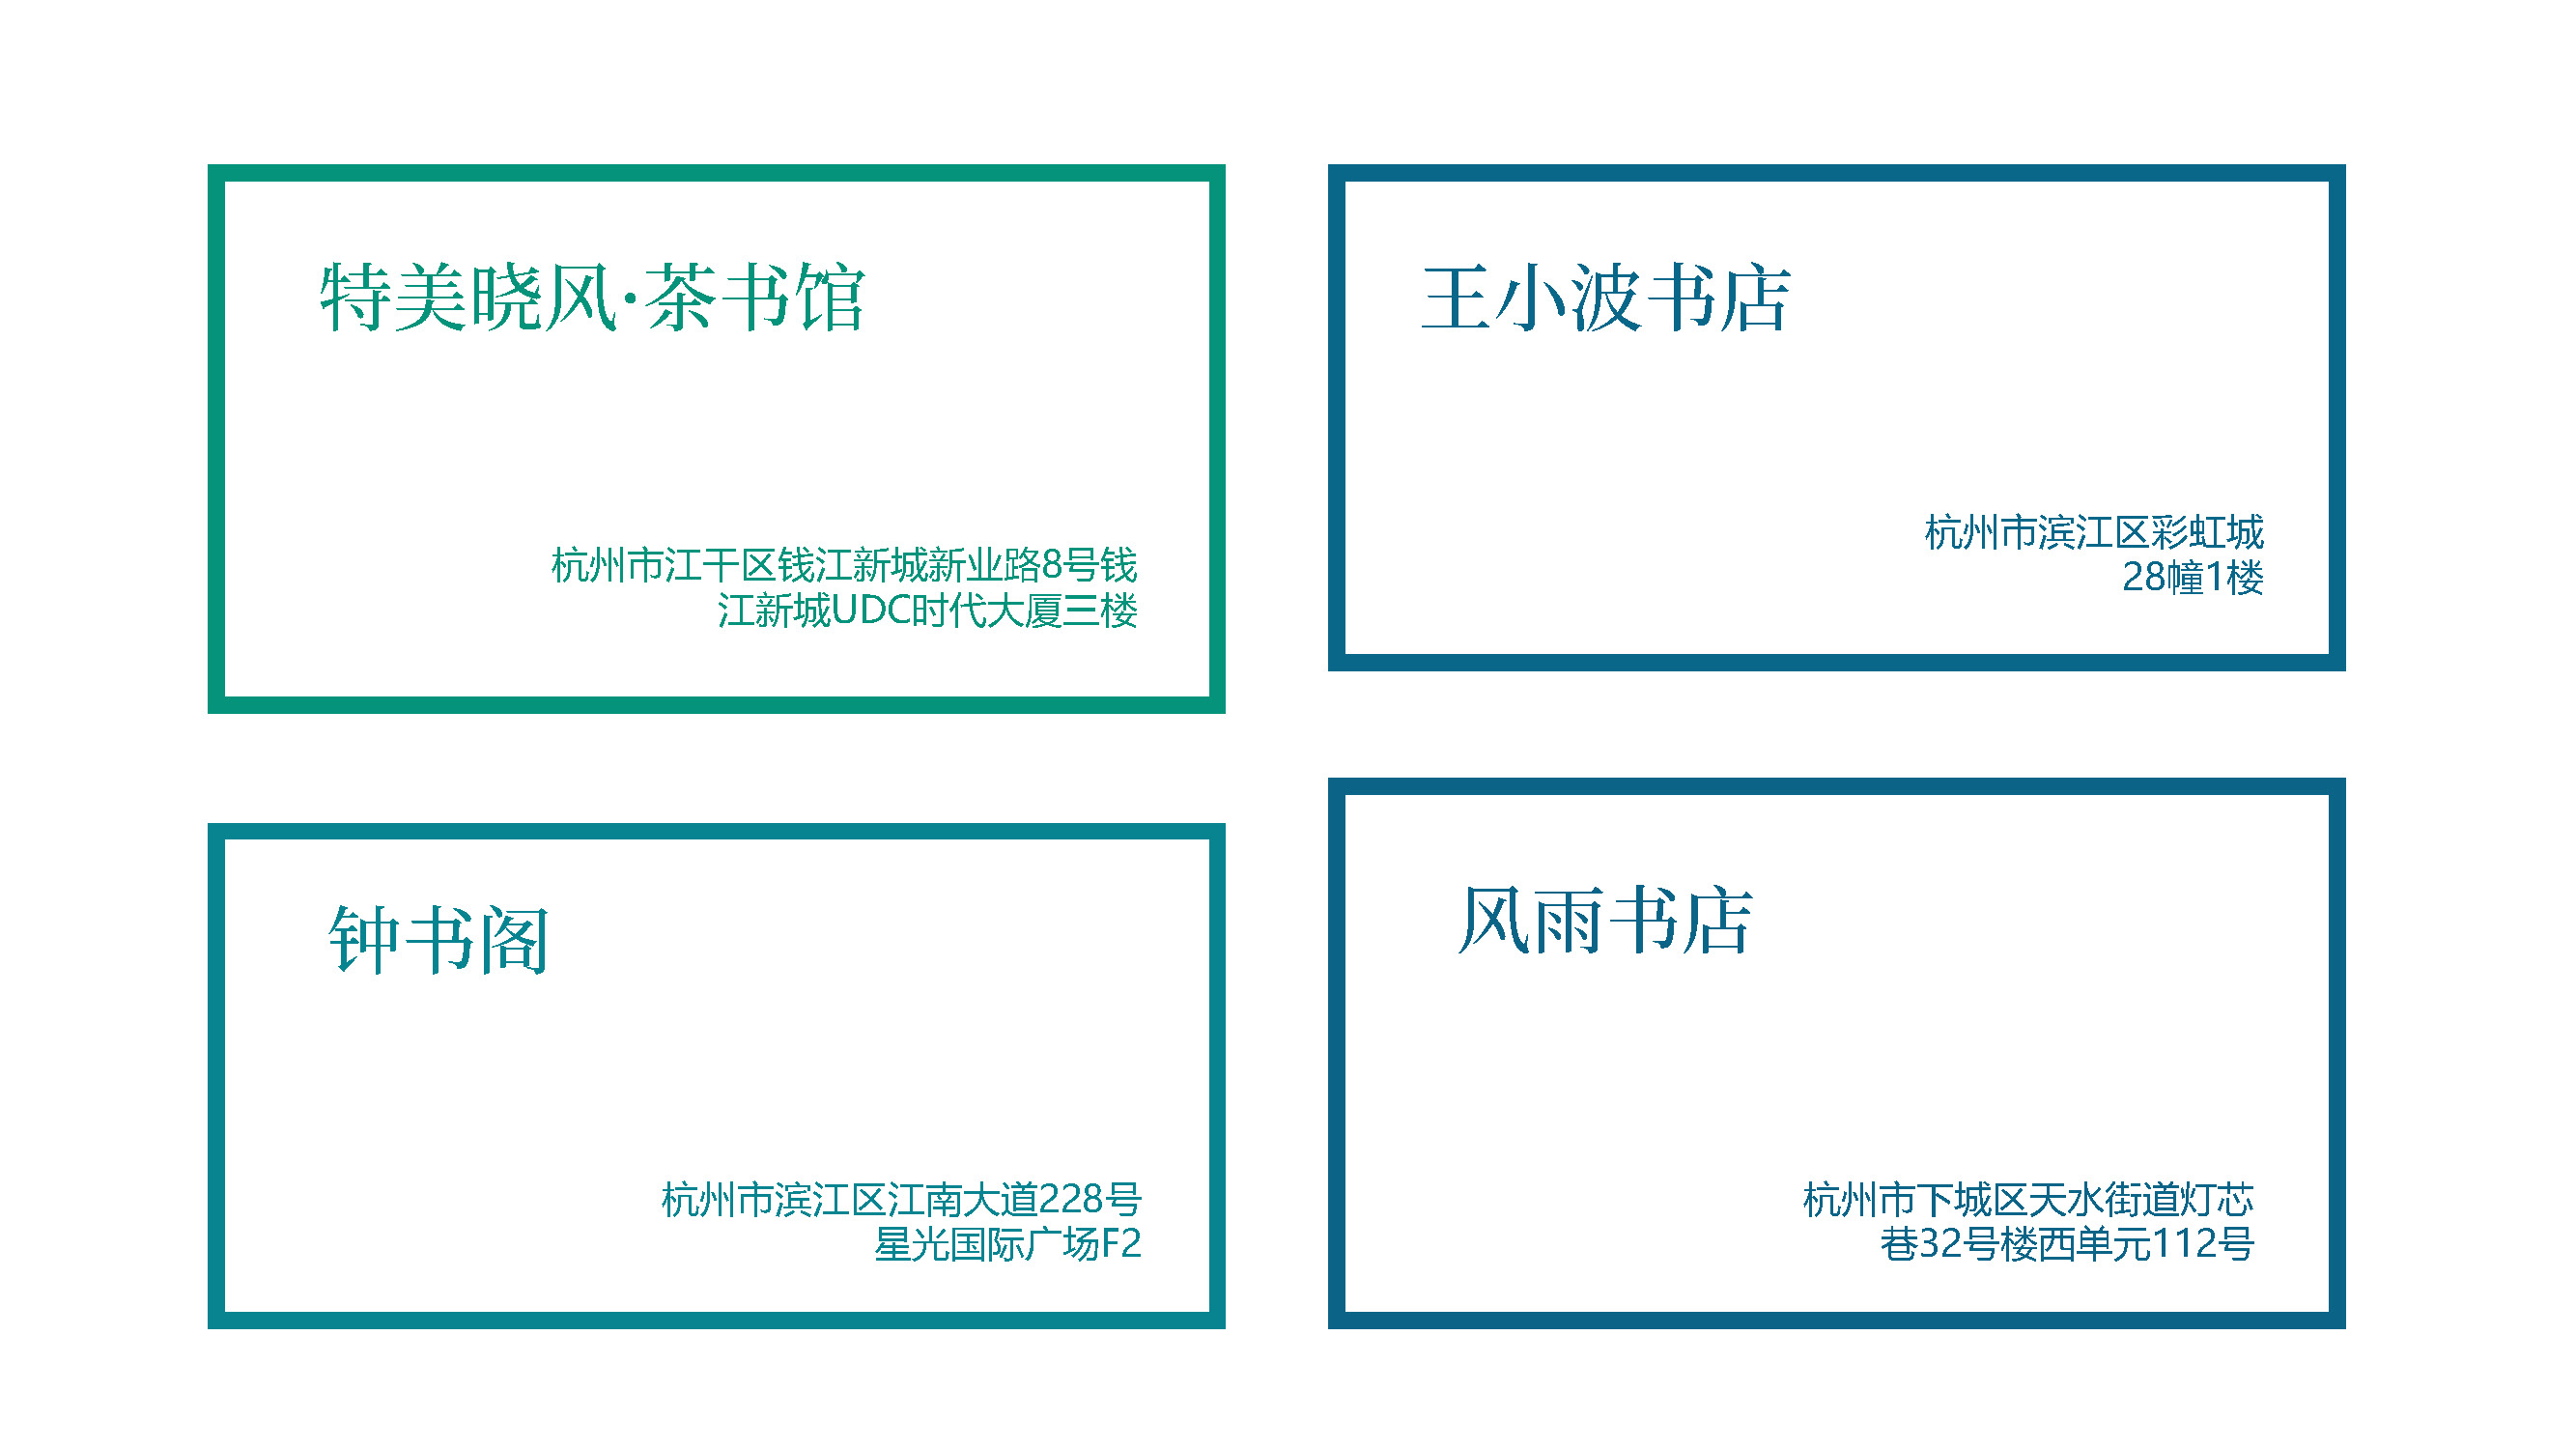 特美晓风·茶书馆
杭州市江干区钱江新城新业路8号钱
江新城UDC时代大厦三楼
王小波书店
杭州市滨江区彩虹城
28幢1楼
钟书阁
杭州市滨江区江南大道228号
星光国际广场F2
风雨书店
杭州市下城区天水街道灯芯
巷32号楼西单元112号